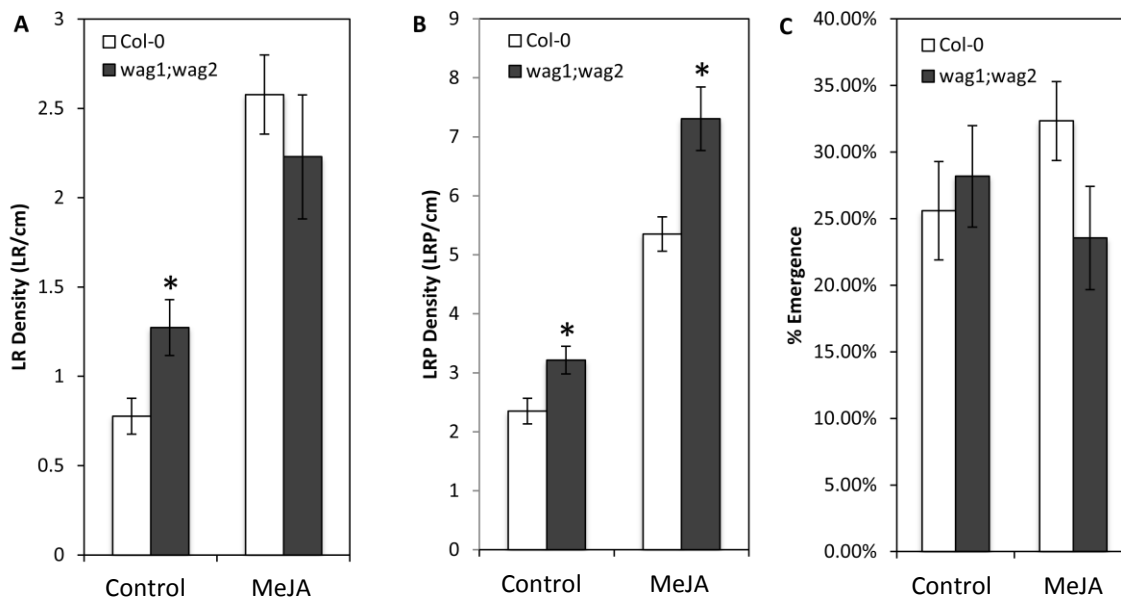 A
LR Density (LR/cm)
3
2.5
2
1.5
1
0.5
0
Col-0
wag1;wag2
*
Control
MeJA
B
LRP Density (LRP/cm)
9
8
7
6
5
4
3
2
1
0
Col-0
wag1;wag2
*
*
Control
MeJA
C
% Emergence
40.00%
35.00%
30.00%
25.00%
20.00%
15.00%
10.00%
5.00%
0.00%
Col-0
wag1;wag2
Control
MeJA